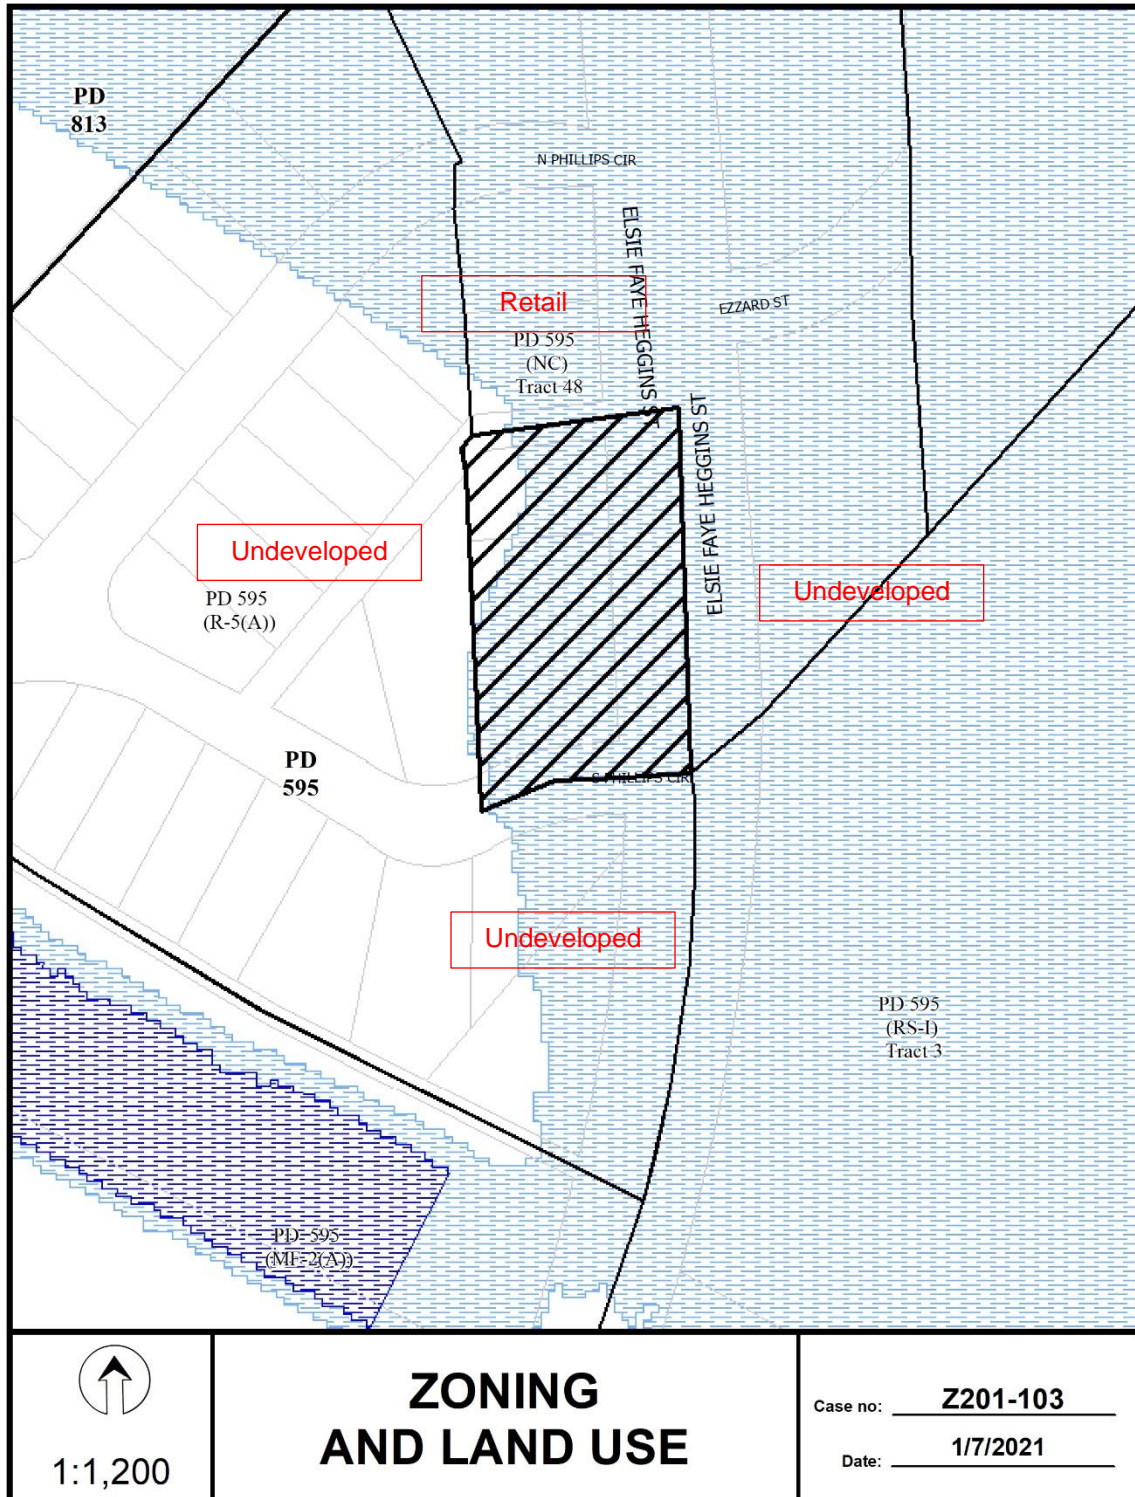 PD
813
N PHILLIPS CIR
ELSIE FAYE HEGGINS ST
Retail
EZZARD ST
PD 595
(NC)
Tract 48
ELSIE FAYE HEGGINS ST
Undeveloped
Undeveloped
PD 595
(R-5(A))
PD
595
S PHILLIPS CIR
Undeveloped
PD 595
(RS-I)
Tract 3
PD 595
(MF-2(A))
1:1,200
ZONING
AND LAND USE
Case no: Z201-103
Date: 1/7/2021